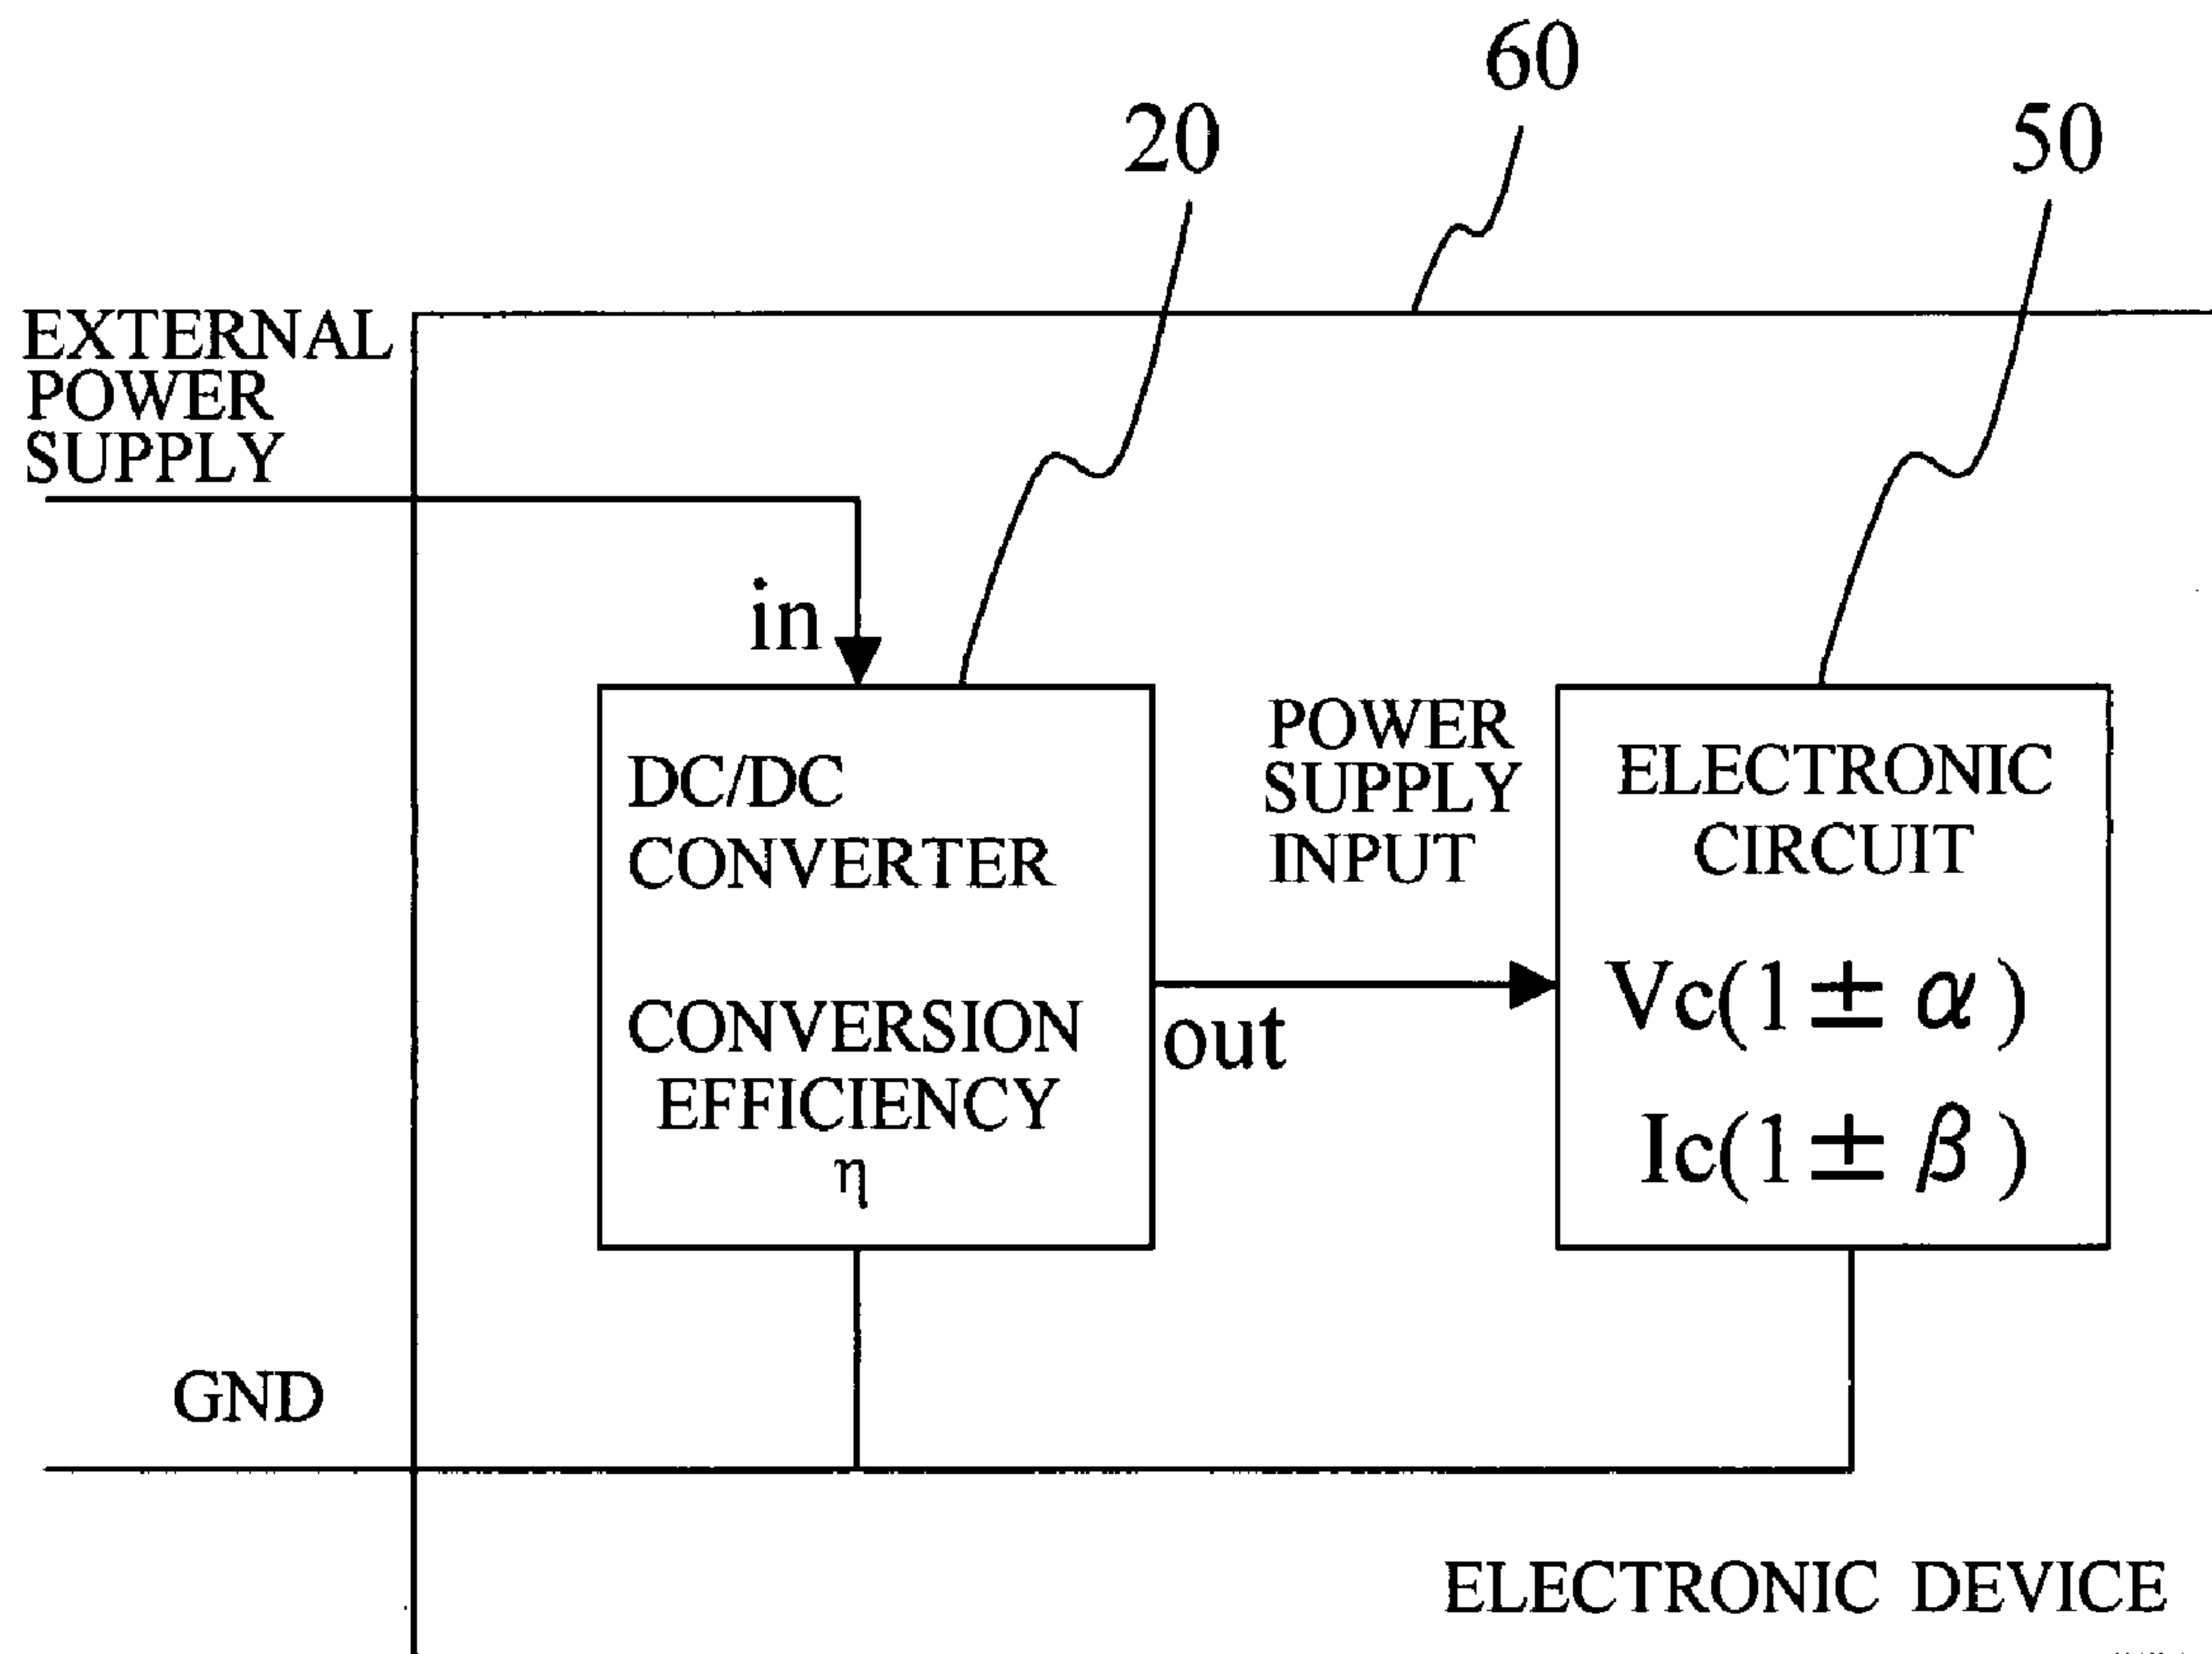 60
20
50
EXTERNAL
POWER
SUPPLY
in
DC/DC
CONVERTER
CONVERSION
EFFICIENCY
η
POWER
SUPPLY
INPUT
out
ELECTRONIC
CIRCUIT
Vc(1 ± α)
Ic(1 ± β)
GND
ELECTRONIC DEVICE